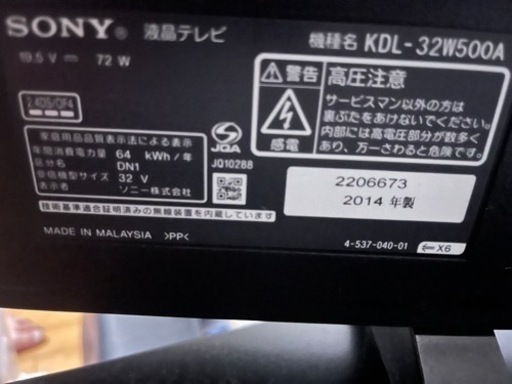 SONY 液晶テレビ
機種名 KDL-32W500A
19.5 V 72 W
2.4DS/OF4
家庭用品品質表示法による表示
年間消費電力量 64 kWh/年
区分名 DN1
受信機型サイズ 32 V
表示者 ソニー株式会社
JQA
JQ10288
技術基準適合証明済みの無線装置を内蔵しています
MADE IN MALAYSIA >PP<
警告
感電
高圧注意
サービスマン以外の方は
裏ぶたをあけないでください。
内部には高電圧部分が数多く
あり、万一さわると危険です。
2206673
2014 年製
4-537-040-01
X6